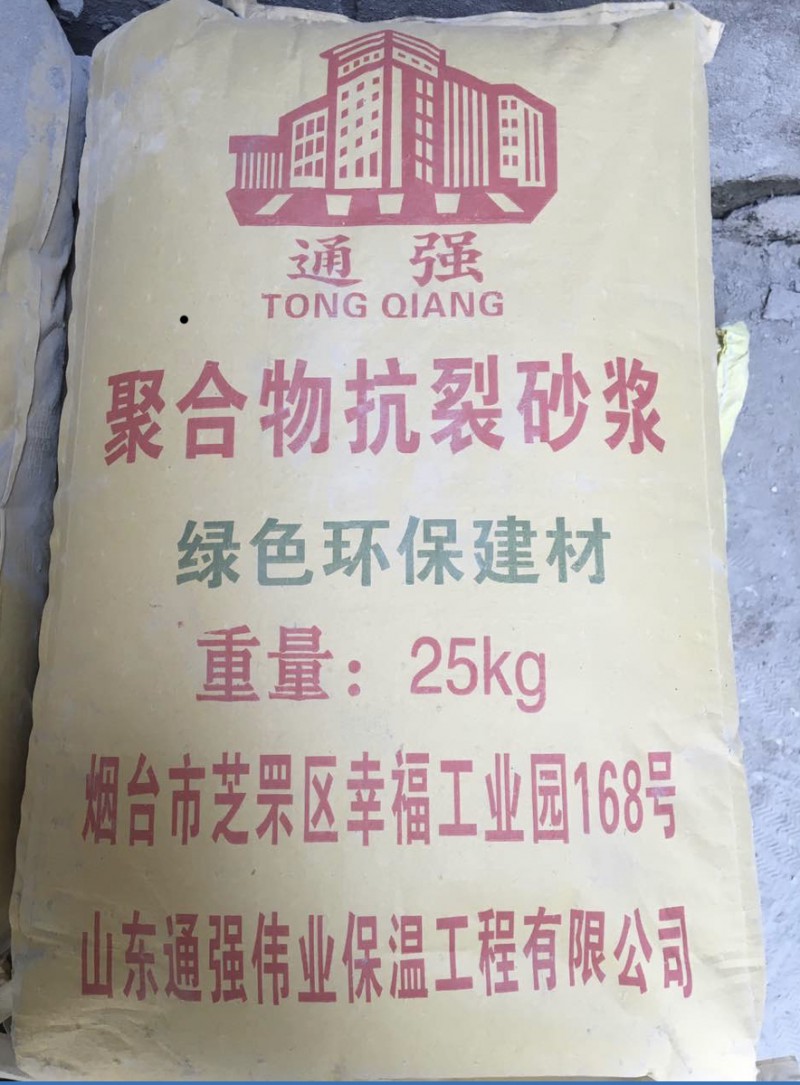 通强
TONG QIANG
聚合物抗裂砂浆
绿色环保建材
重量：25kg
烟台市芝罘区幸福工业园168号
山东通强伟业保温工程有限公司